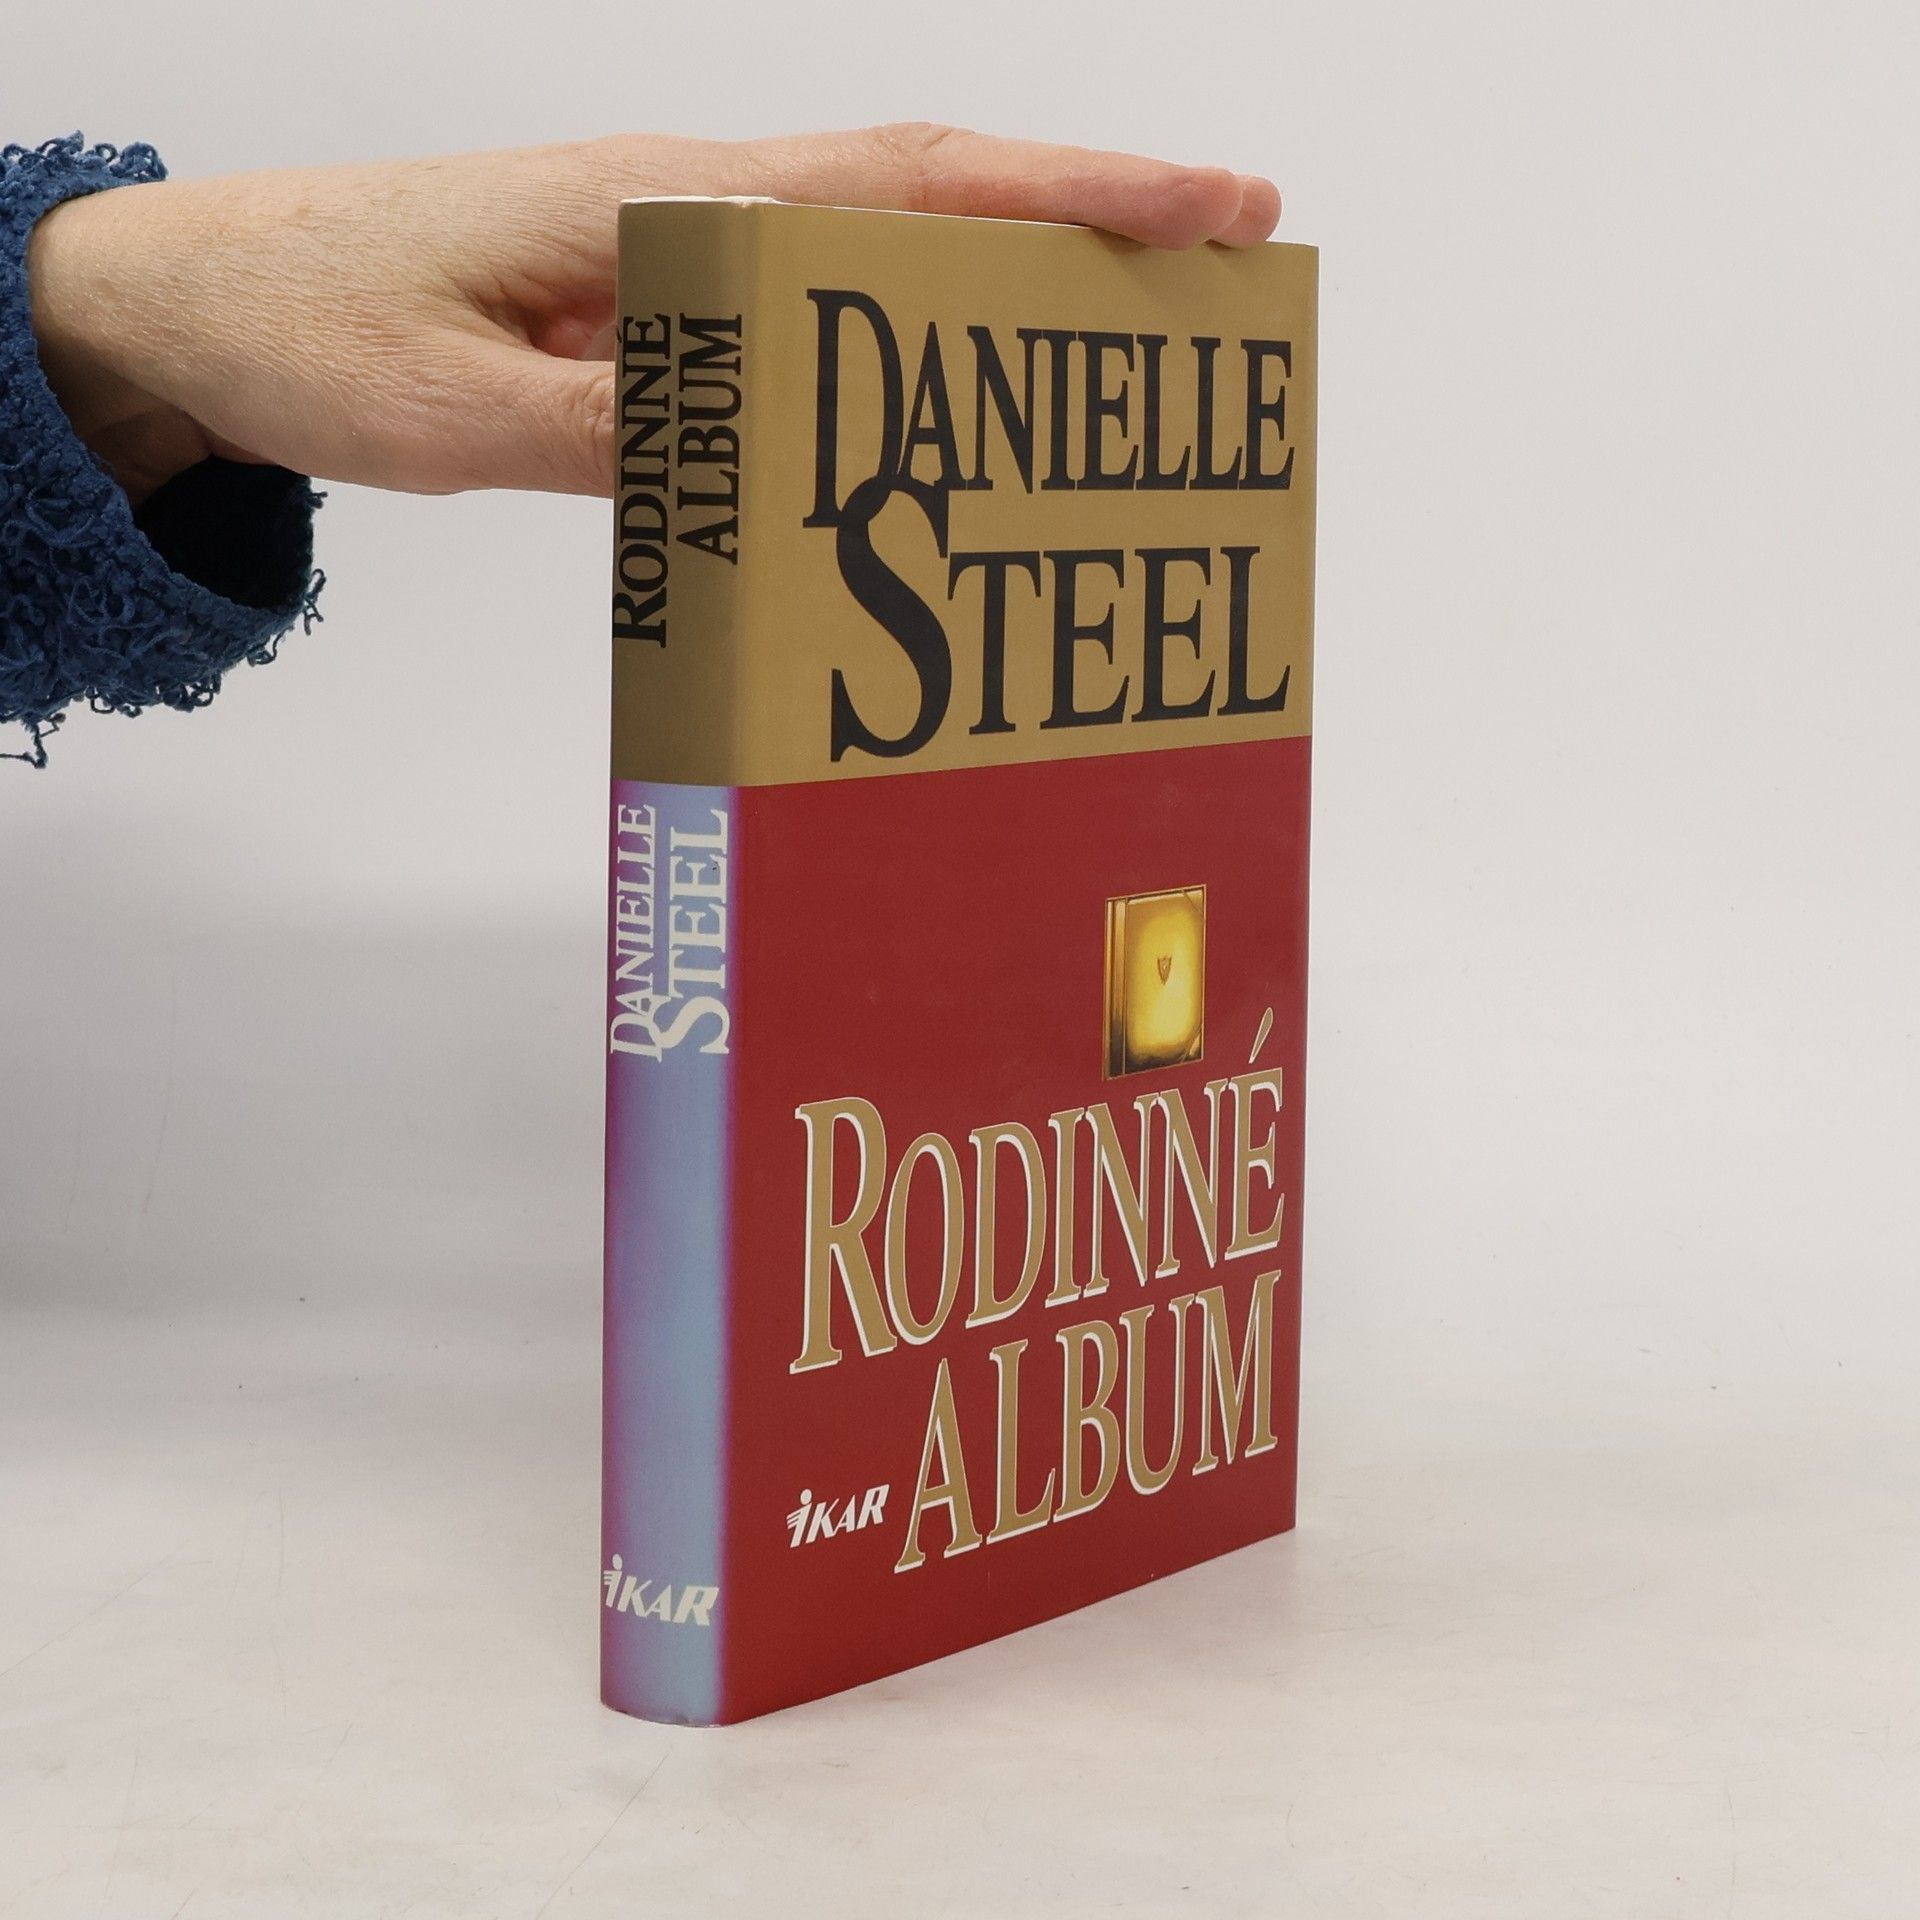 RODINNÉ
ALBUM
DANIELLE
STEEL
IKAR
DANIELLE
STEEL
RODINNÉ
ALBUM
IKAR